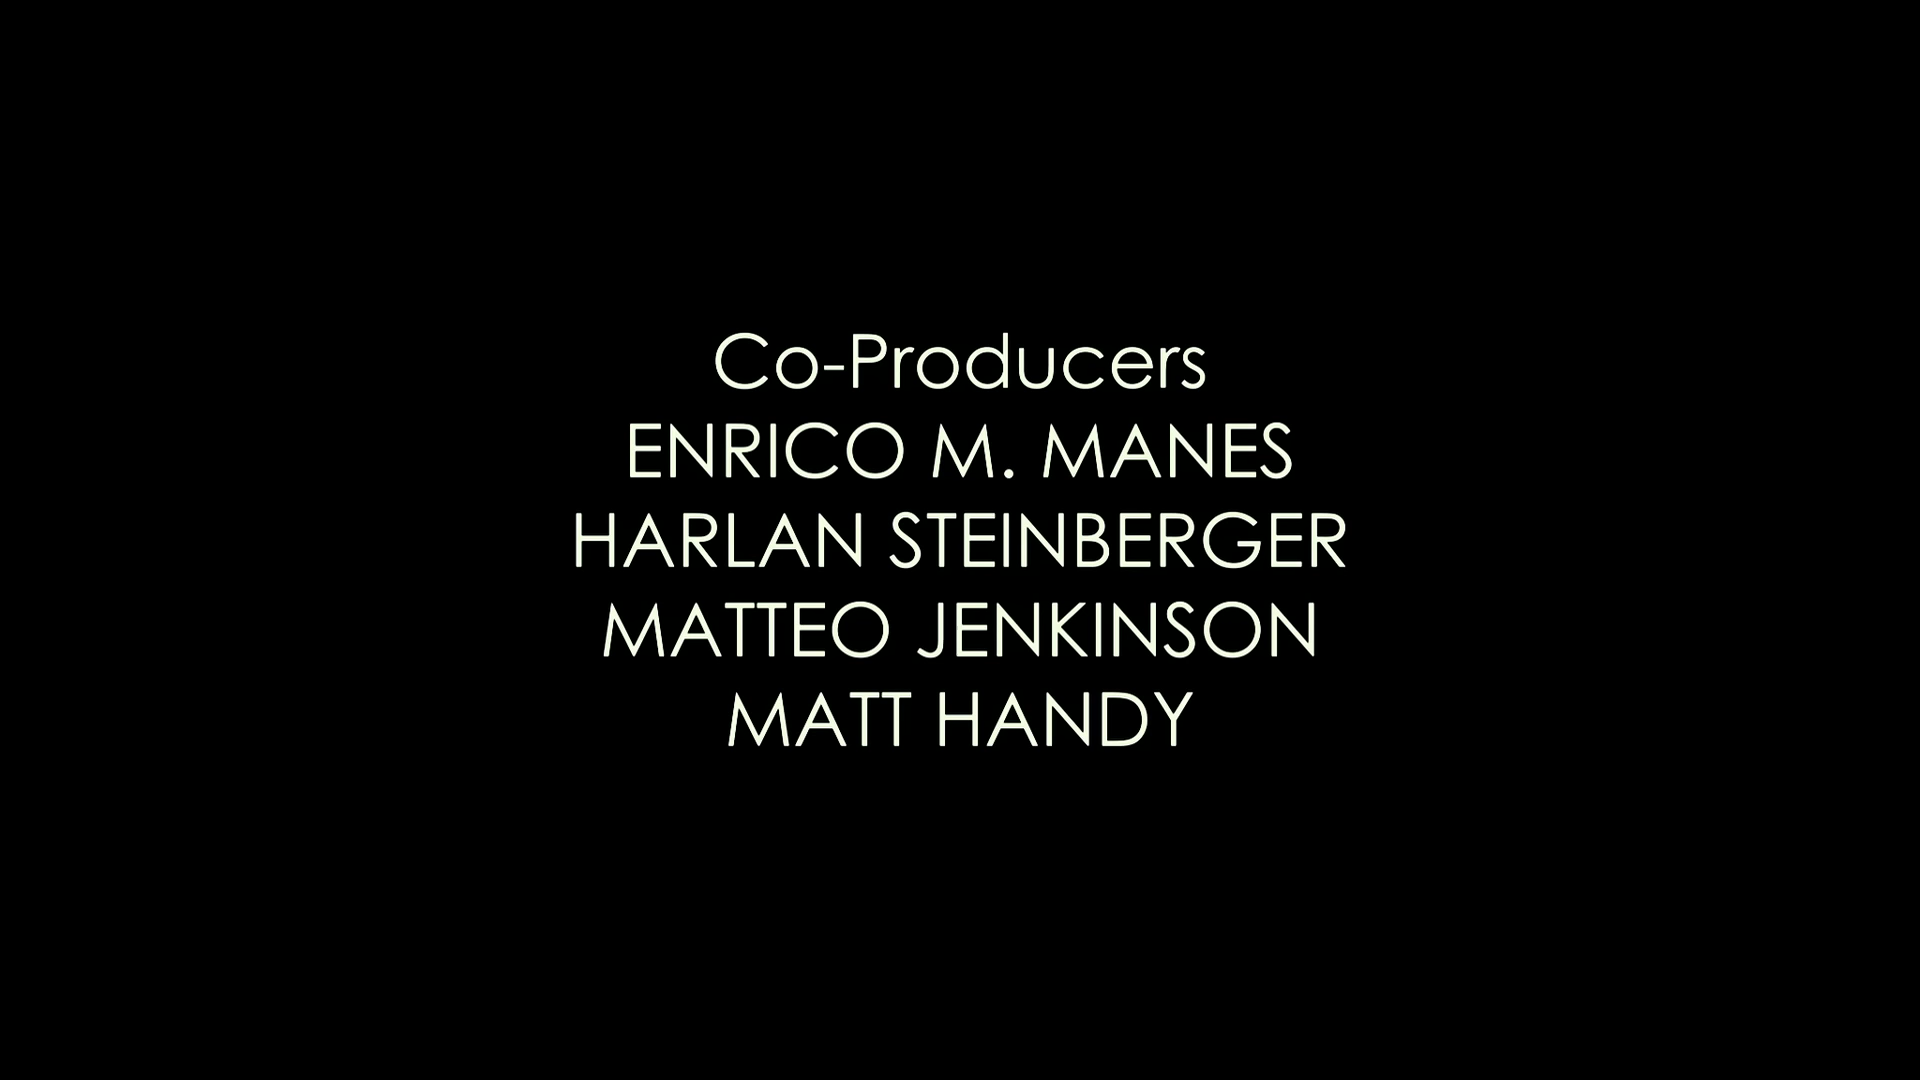 Co-Producers
ENRICO M. MANES
HARLAN STEINBERGER
MATTEO JENKINSON
MATT HANDY